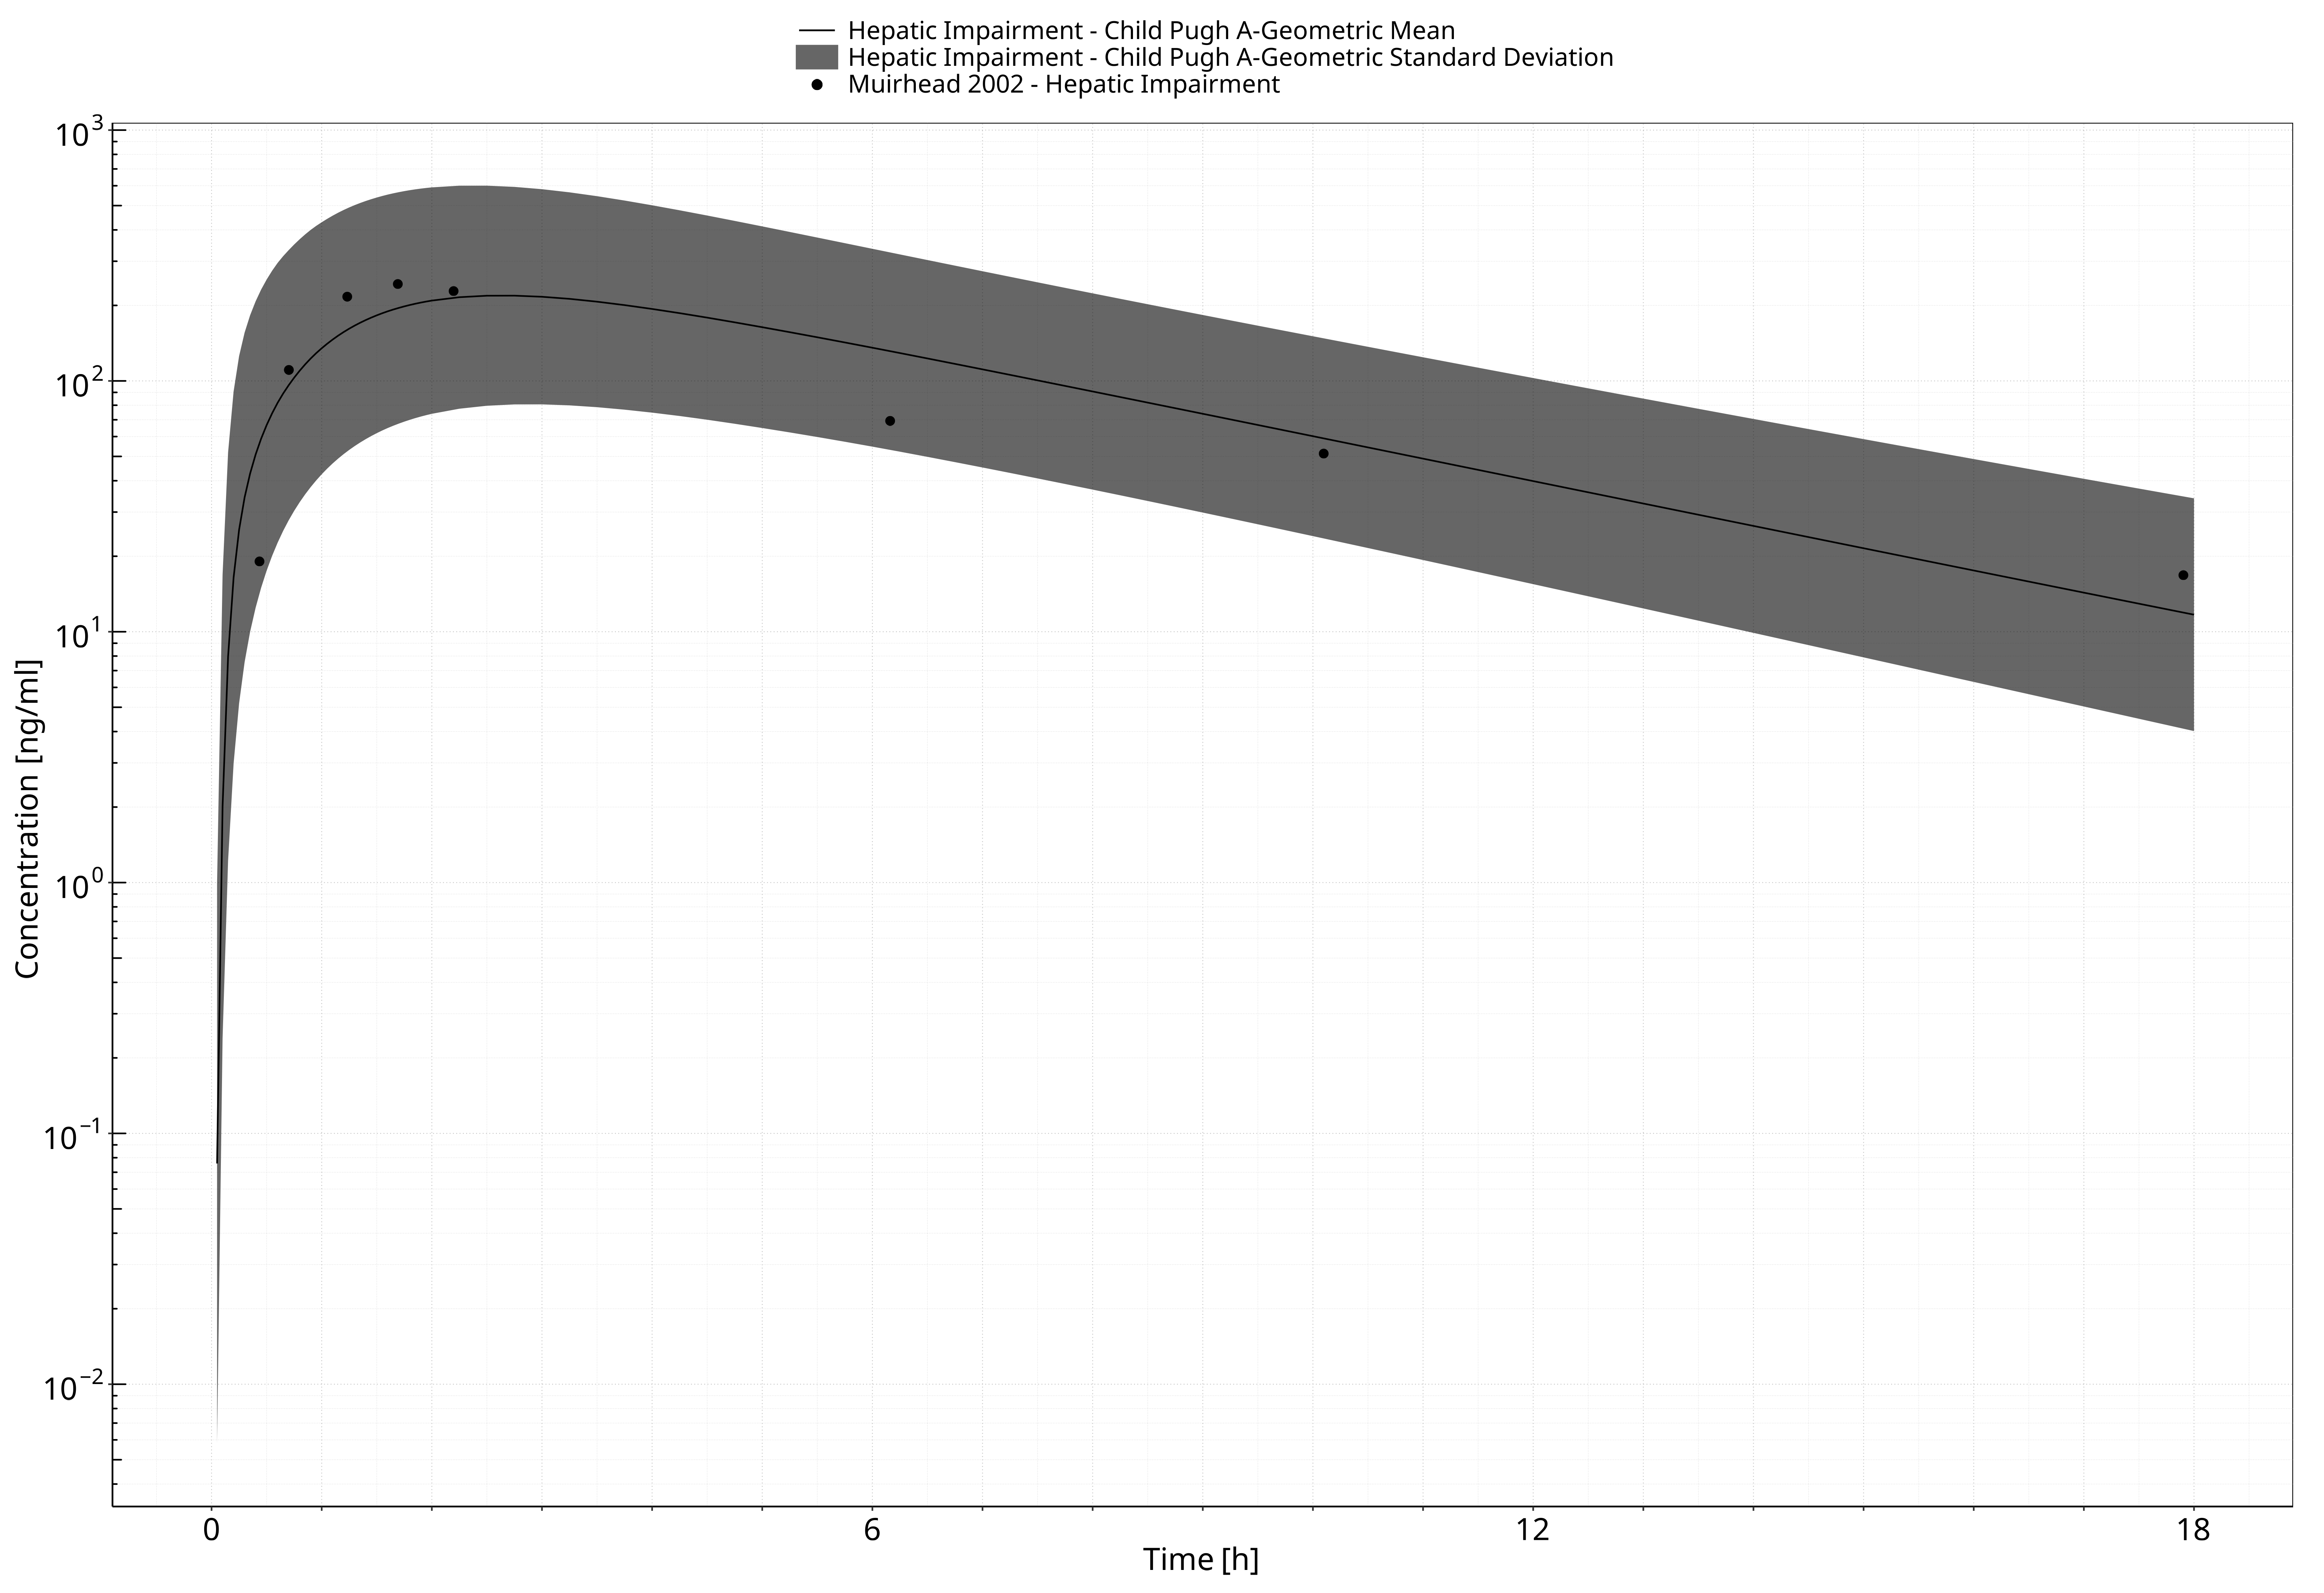 Hepatic Impairment - Child Pugh A-Geometric Mean
Hepatic Impairment - Child Pugh A-Geometric Standard Deviation
Muirhead 2002 - Hepatic Impairment
10³
10²
10¹
10⁰
10⁻¹
10⁻²
Concentration [ng/ml]
0 6 12 18
Time [h]